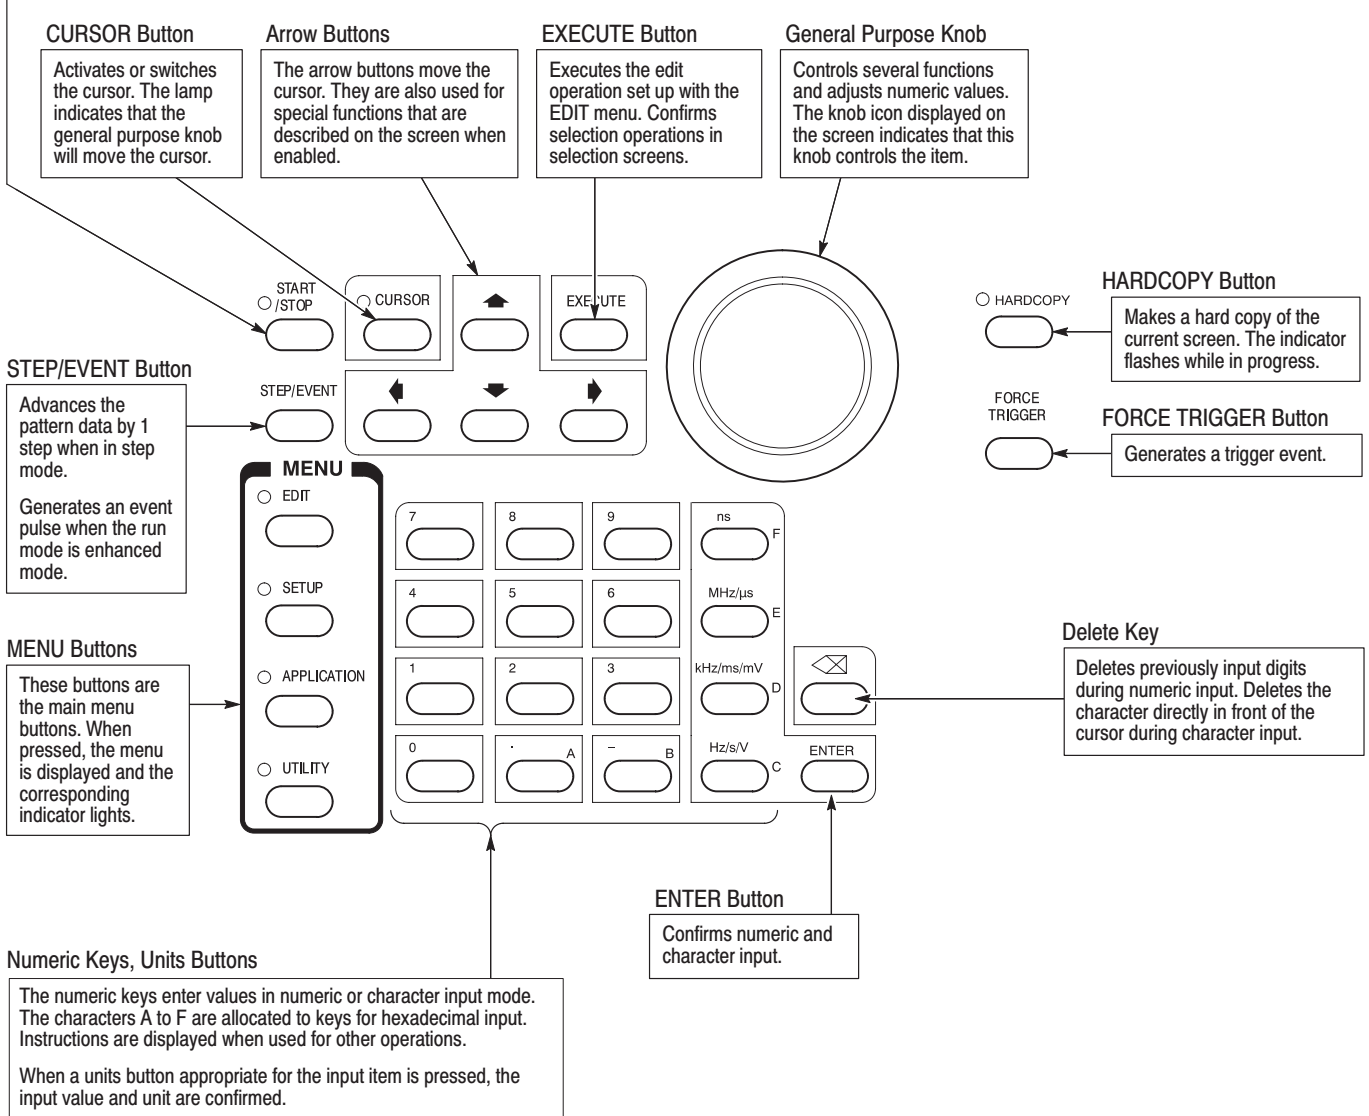 CURSOR Button
Activates or switches
the cursor. The lamp
indicates that the
general purpose knob
will move the cursor.
Arrow Buttons
The arrow buttons move the
cursor. They are also used for
special functions that are
described on the screen when
enabled.
EXECUTE Button
Executes the edit
operation set up with the
EDIT menu. Confirms
selection operations in
selection screens.
General Purpose Knob
Controls several functions
and adjusts numeric values.
The knob icon displayed on
the screen indicates that this
knob controls the item.
START
/STOP
CURSOR
EXECUTE
HARDCOPY
HARDCOPY Button
Makes a hard copy of the
current screen. The indicator
flashes while in progress.
STEP/EVENT Button
Advances the
pattern data by 1
step when in step
mode.
Generates an event
pulse when the run
mode is enhanced
mode.
STEP/EVENT
FORCE
TRIGGER
FORCE TRIGGER Button
Generates a trigger event.
MENU
EDIT
SETUP
APPLICATION
UTILITY
7
8
9
ns
F
4
5
6
MHz/µs
E
1
2
3
kHz/ms/mV
D
0
.
A
–
B
Hz/s/V
C
ENTER
MENU Buttons
These buttons are
the main menu
buttons. When
pressed, the menu
is displayed and the
corresponding
indicator lights.
Delete Key
Deletes previously input digits
during numeric input. Deletes the
character directly in front of the
cursor during character input.
ENTER Button
Confirms numeric and
character input.
Numeric Keys, Units Buttons
The numeric keys enter values in numeric or character input mode.
The characters A to F are allocated to keys for hexadecimal input.
Instructions are displayed when used for other operations.
When a units button appropriate for the input item is pressed, the
input value and unit are confirmed.